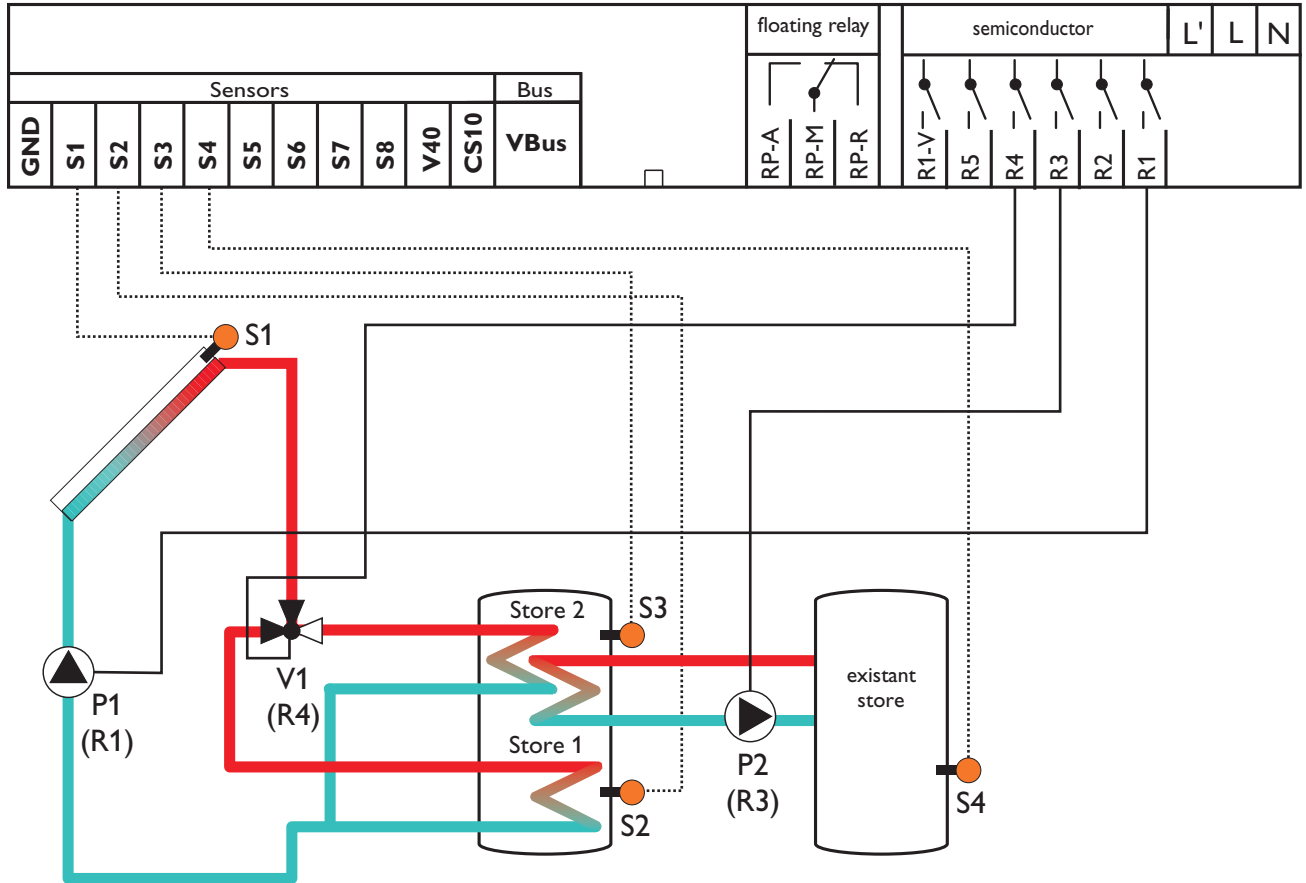 floating relay
semiconductor
L'
L
N
Sensors
Bus
GND
S1
S2
S3
S4
S5
S6
S7
S8
V40
CS10
VBus
RP-A
RP-M
RP-R
R1-V
R5
R4
R3
R2
R1
S1
Store 2
S3
V1
(R4)
existant
store
P1
(R1)
Store 1
P2
(R3)
S2
S4